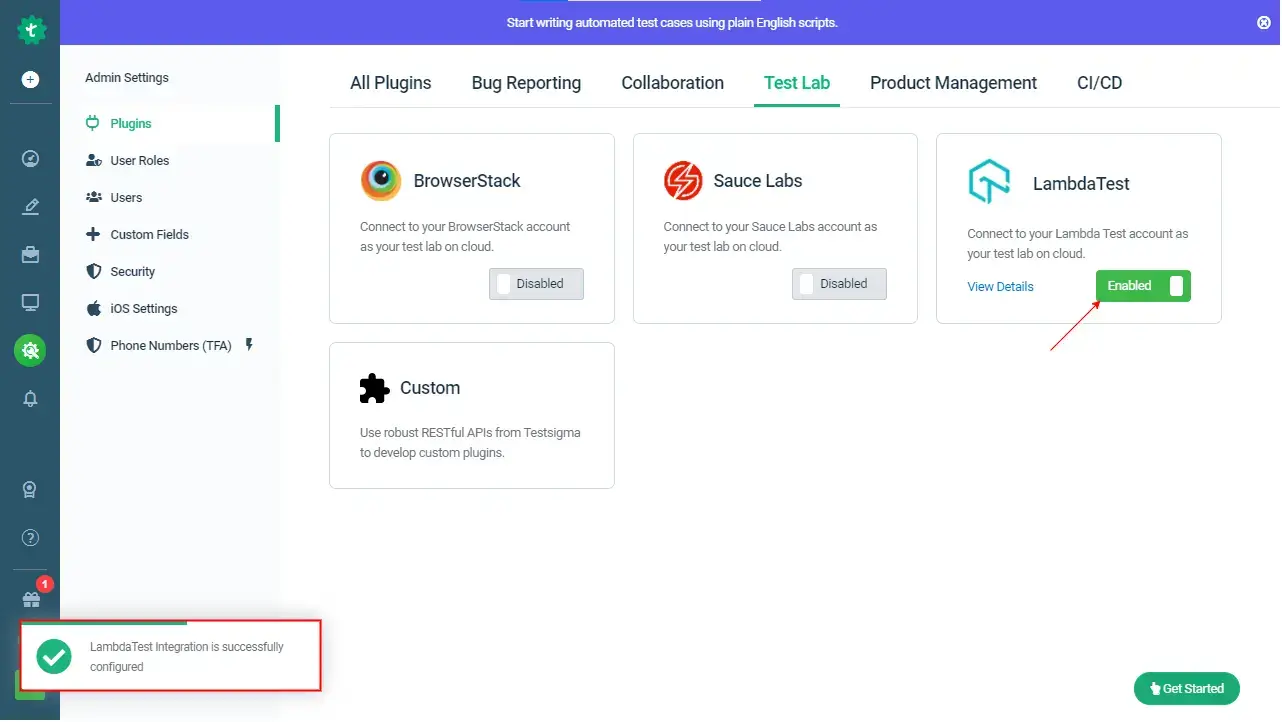 Start writing automated test cases using plain English scripts.
Admin Settings
Plugins
User Roles
Users
Custom Fields
Security
iOS Settings
Phone Numbers (TFA)
All Plugins
Bug Reporting
Collaboration
Test Lab
Product Management
CI/CD
BrowserStack
Connect to your BrowserStack account
as your test lab on cloud.
Disabled
Sauce Labs
Connect to your Sauce Labs account as
your test lab on cloud.
Disabled
LambdaTest
Connect to your Lambda Test account as
your test lab on cloud.
View Details
Enabled
Custom
Use robust RESTful APIs from Testsigma
to develop custom plugins.
1
LambdaTest Integration is successfully
configured
Get Started